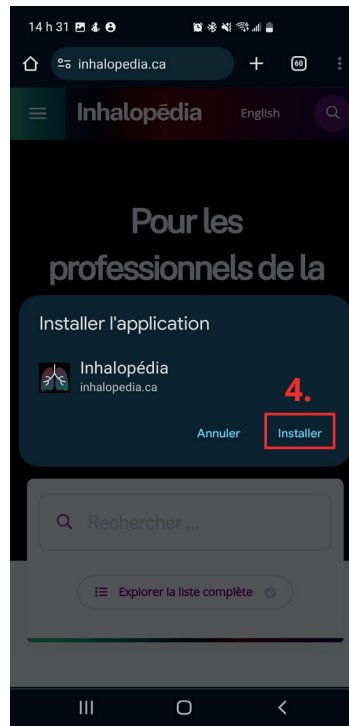 14 h 31
inhalopedia.ca
60
Inhalopédia
English
Pour les
professionnels de la
Installer l'application
Inhalopédia
inhalopedia.ca
4.
Annuler
Installer
Rechercher ...
Explorer la liste complète